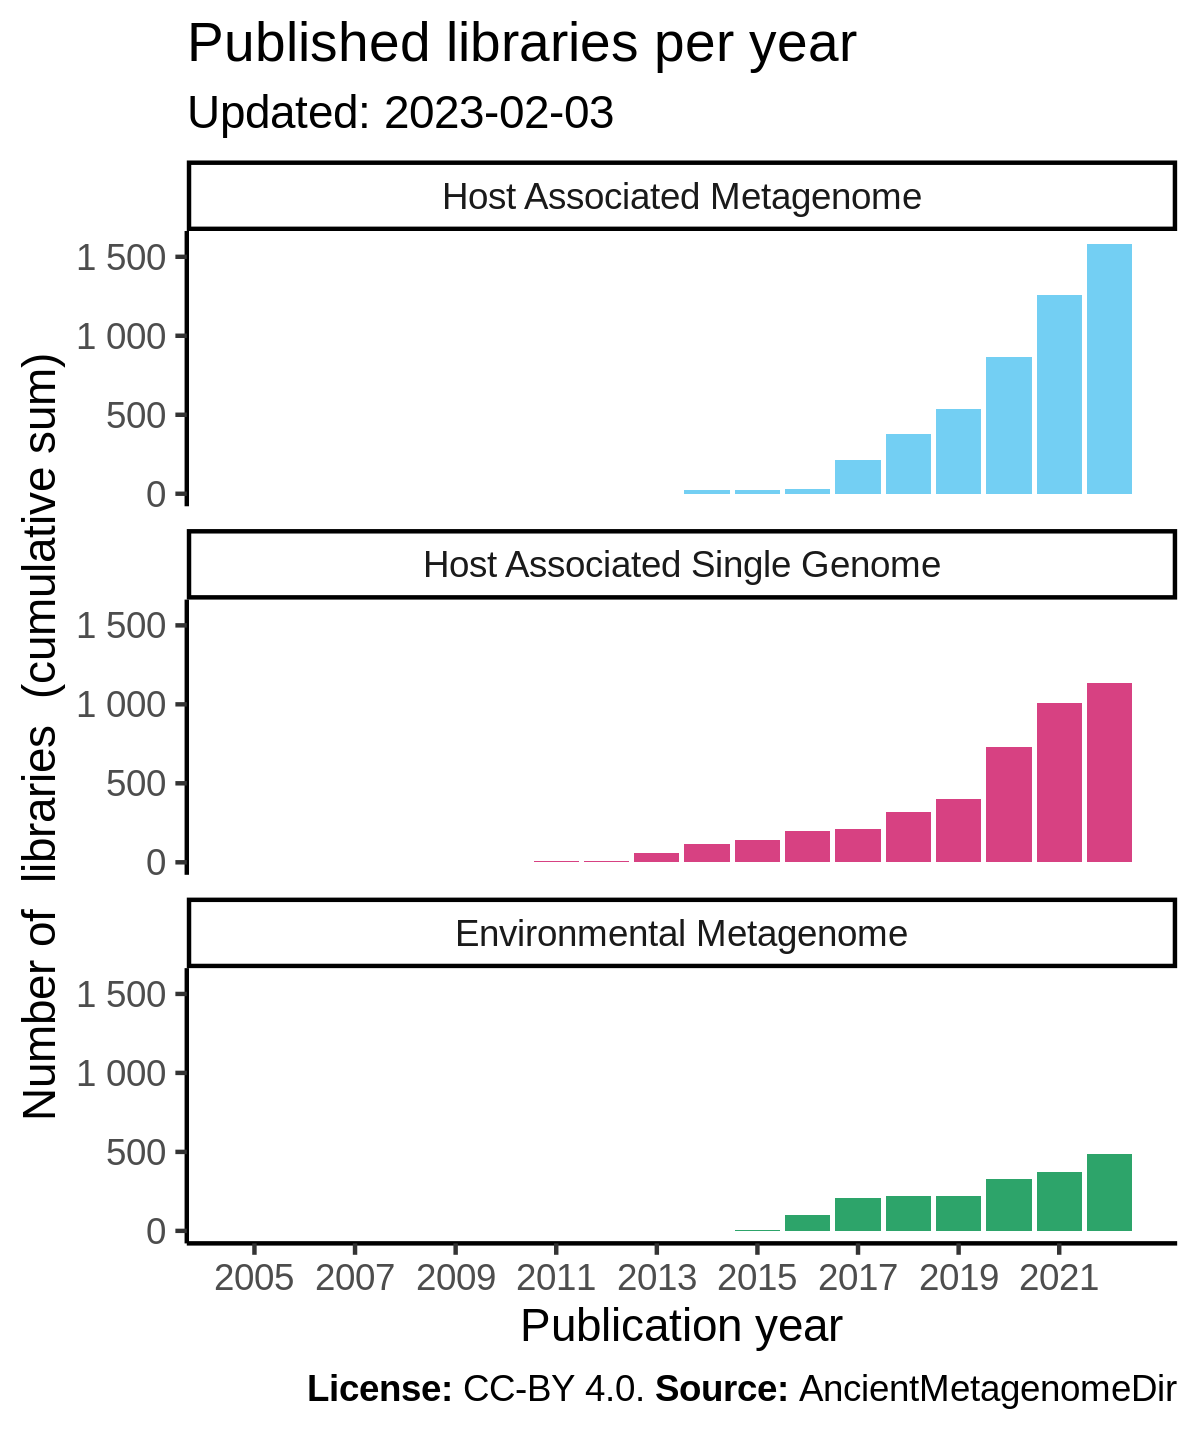 Published libraries per year
Updated: 2023-02-03
Host Associated Metagenome
1 500
1 000
500
0
Host Associated Single Genome
1 500
1 000
500
0
Environmental Metagenome
1 500
1 000
500
0
Number of libraries (cumulative sum)
2005 2007 2009 2011 2013 2015 2017 2019 2021
Publication year
License: CC-BY 4.0. Source: AncientMetagenomeDir